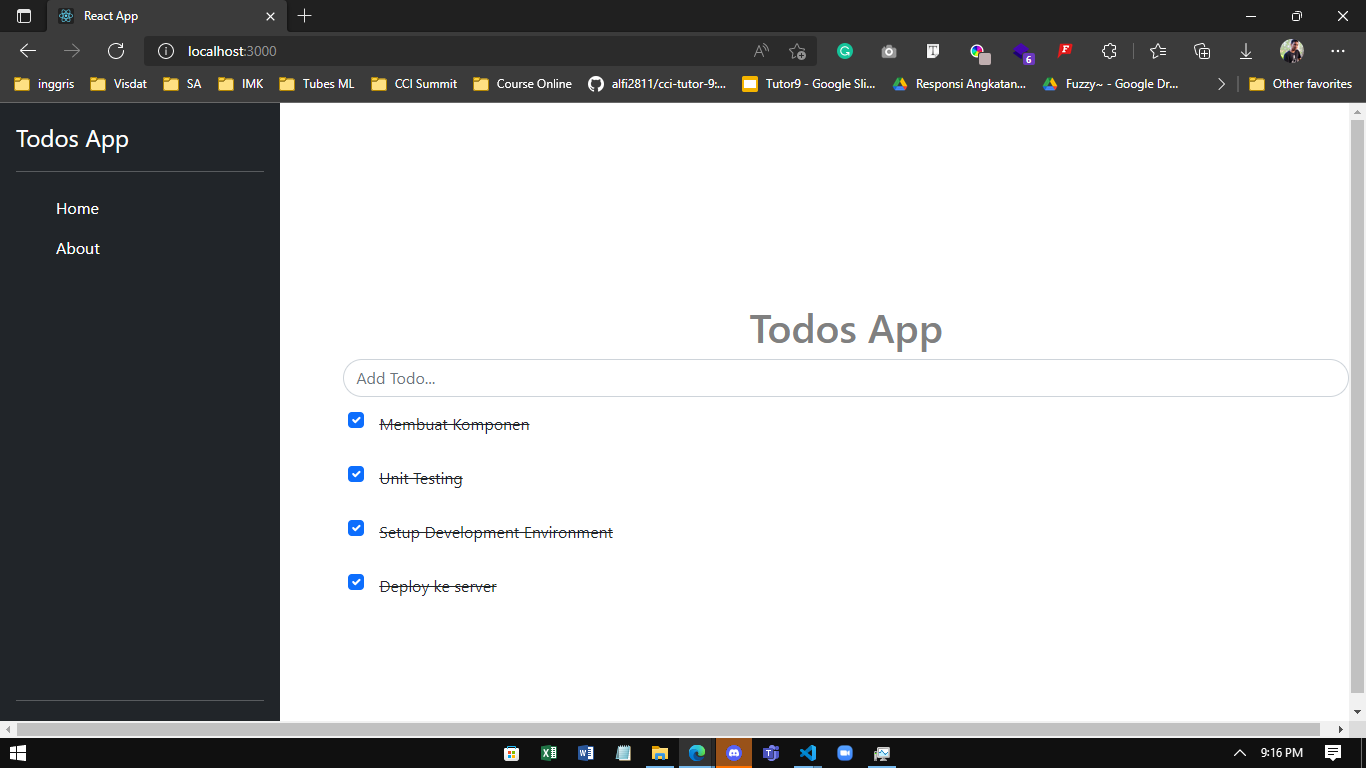 React App
localhost:3000
6
inggris Visdat SA IMK Tubes ML CCI Summit Course Online alfi2811/cci-tutor-9:... Tutor9 - Google Sli... Responsi Angkatan... Fuzzy~ - Google Dr... Other favorites
Todos App
Home
About
Todos App
Add Todo...
Membuat Komponen
Unit Testing
Setup Development Environment
Deploy ke server
9:16 PM